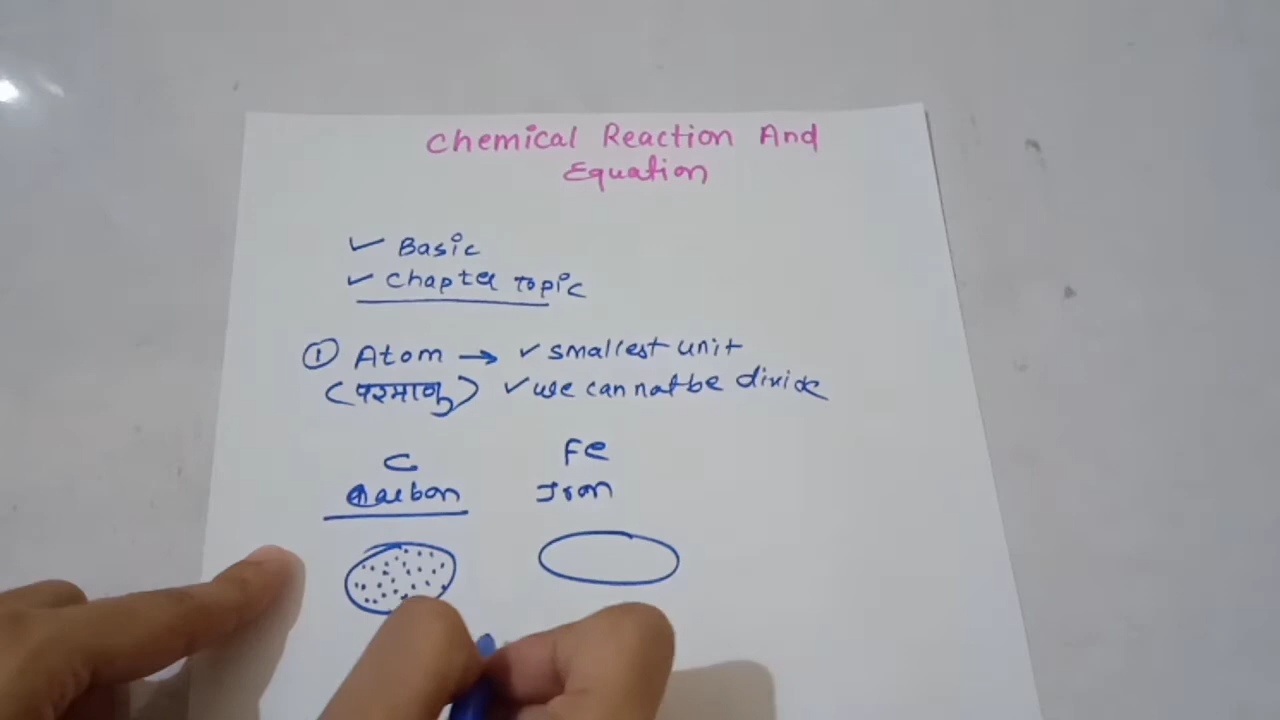 Chemical Reaction And
Equation
✓ Basic
✓ Chapter topic
① Atom → ✓ smallest unit
(परमाणु) ✓ we can not be divide
C Fe
Carbon Iron